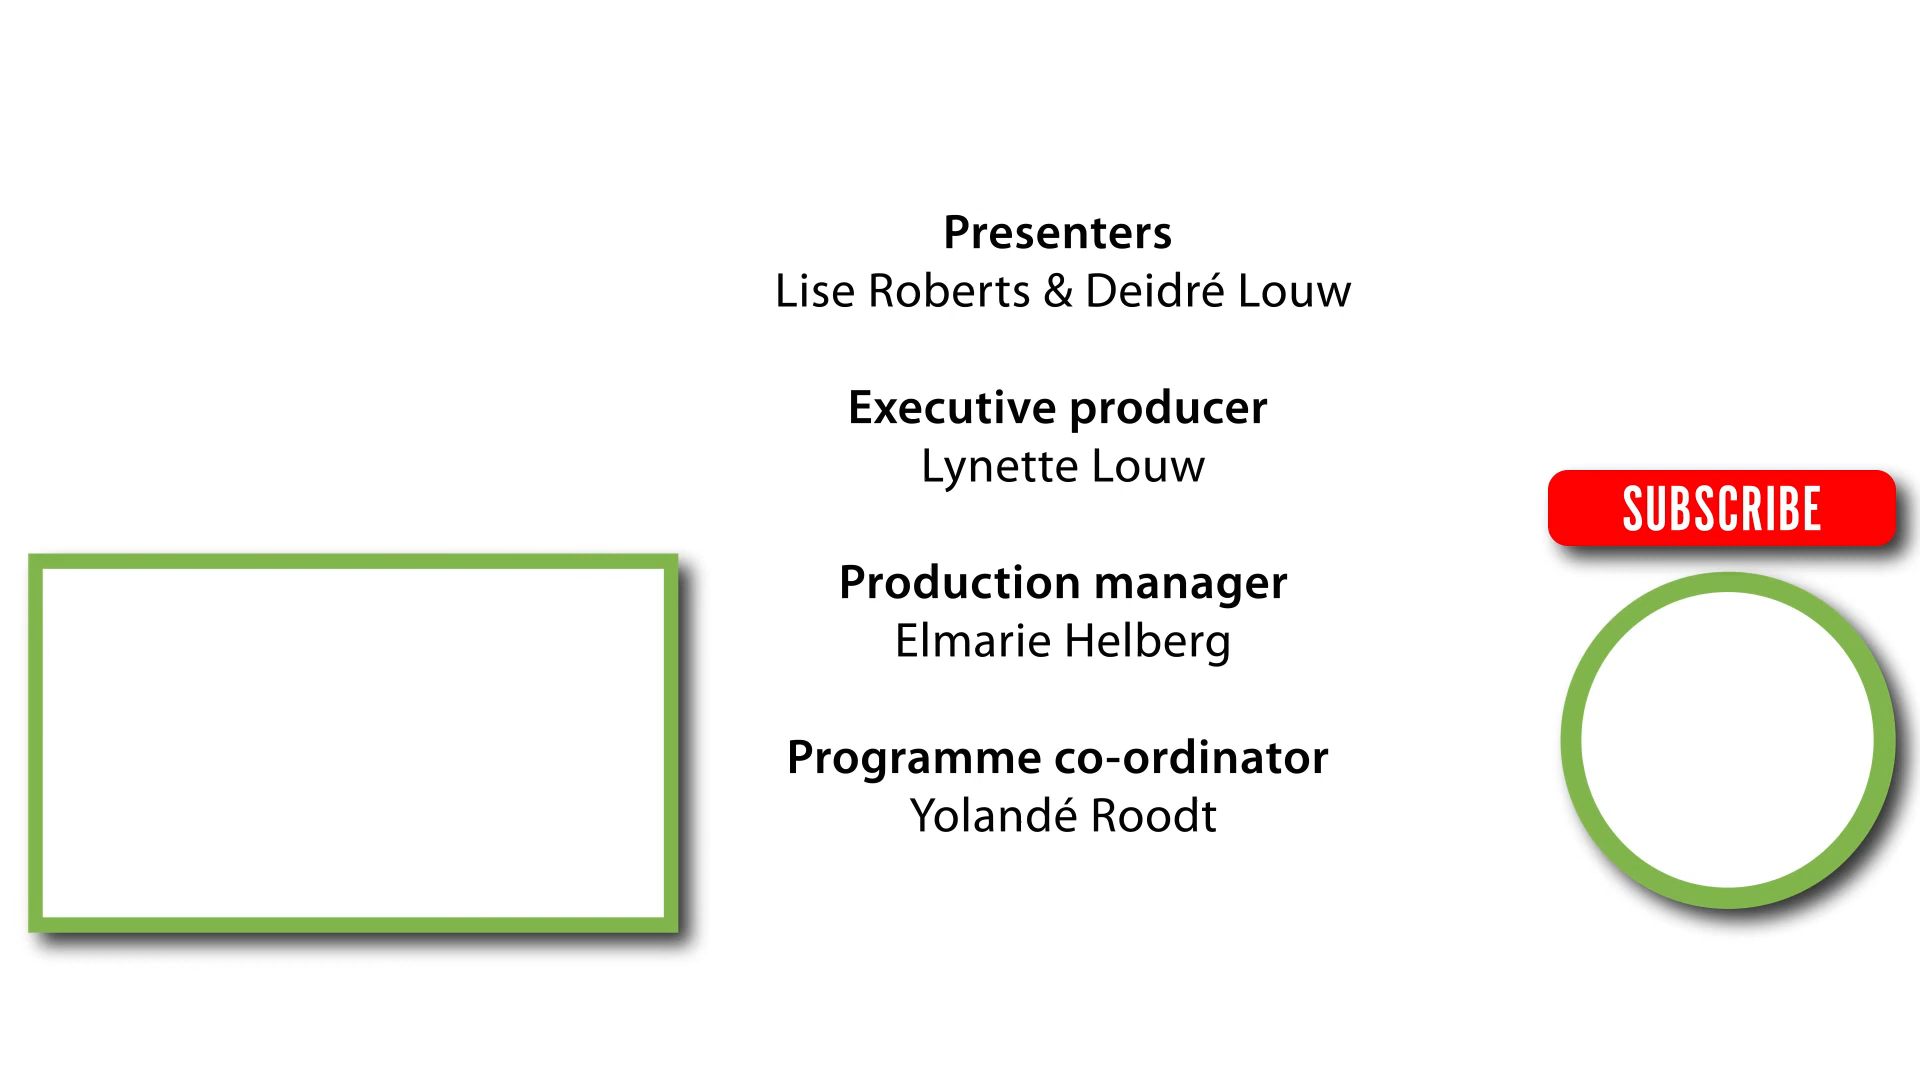 Presenters
Lise Roberts & Deidré Louw
Executive producer
Lynette Louw
Production manager
Elmarie Helberg
Programme co-ordinator
Yolandé Roodt
SUBSCRIBE